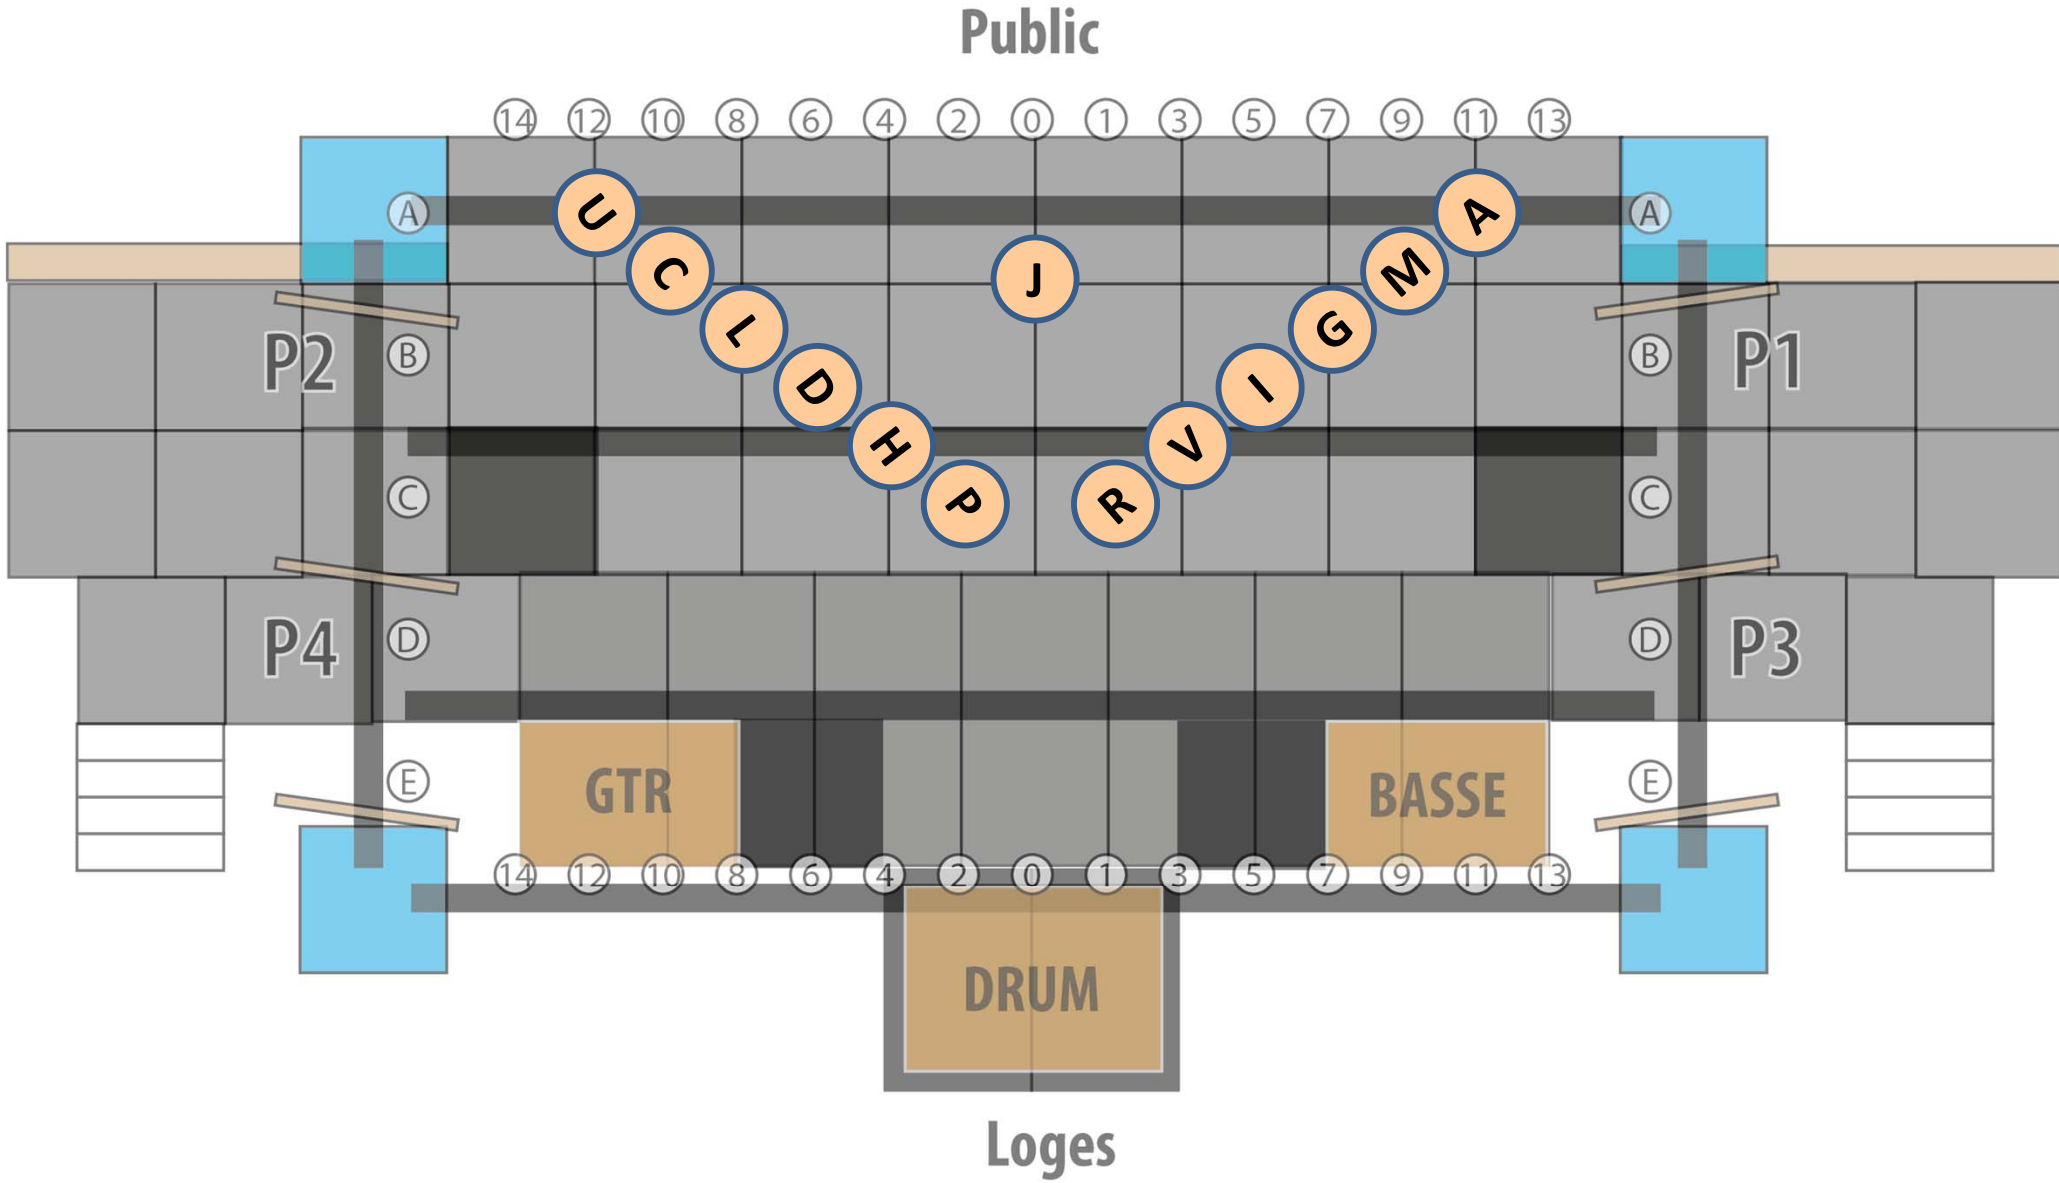 Public
14 12 10 8 6 4 2 0 1 3 5 7 9 11 13
A U A A
C M
J
L G
P2 B B P1
D I
H V
C P R C
P4 D D P3
E GTR BASSE E
14 12 10 8 6 4 2 0 1 3 5 7 9 11 13
DRUM
Loges